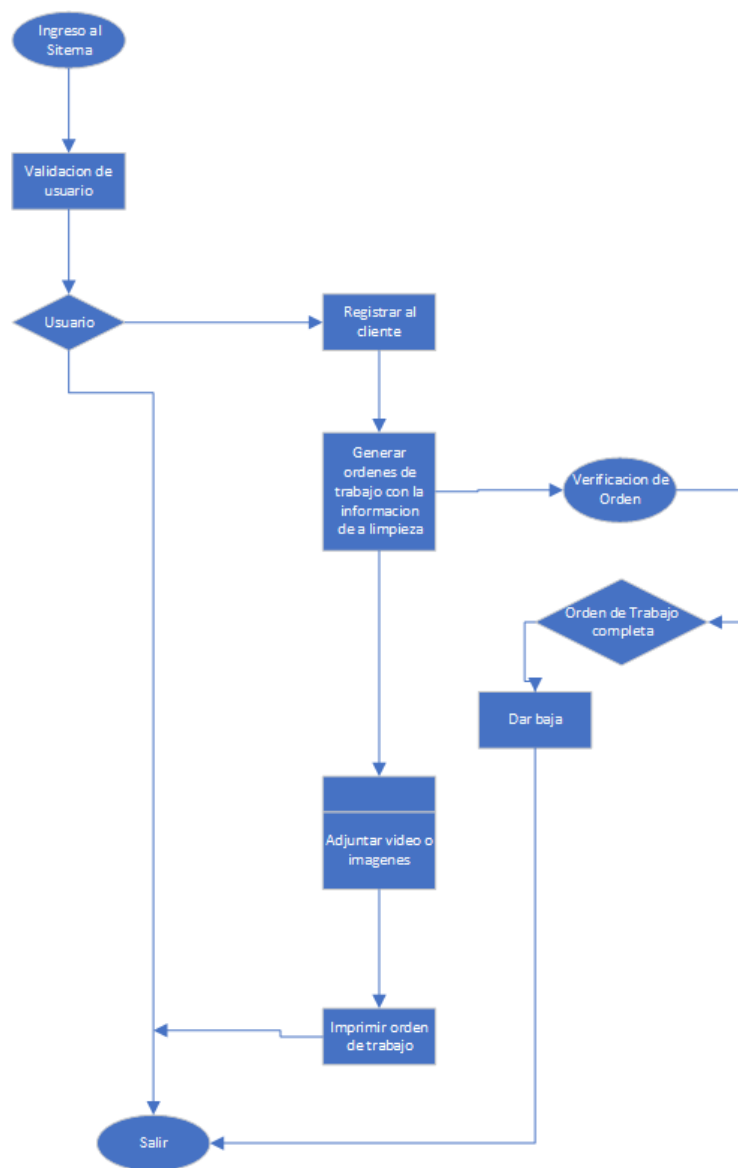 Ingreso al
Sitema
Validacion de
usuario
Usuario
Registrar al
cliente
Generar
ordenes de
trabajo con la
informacion
de a limpieza
Verificacion de
Orden
Orden de Trabajo
completa
Dar baja
Adjuntar video o
imagenes
Imprimir orden
de trabajo
Salir